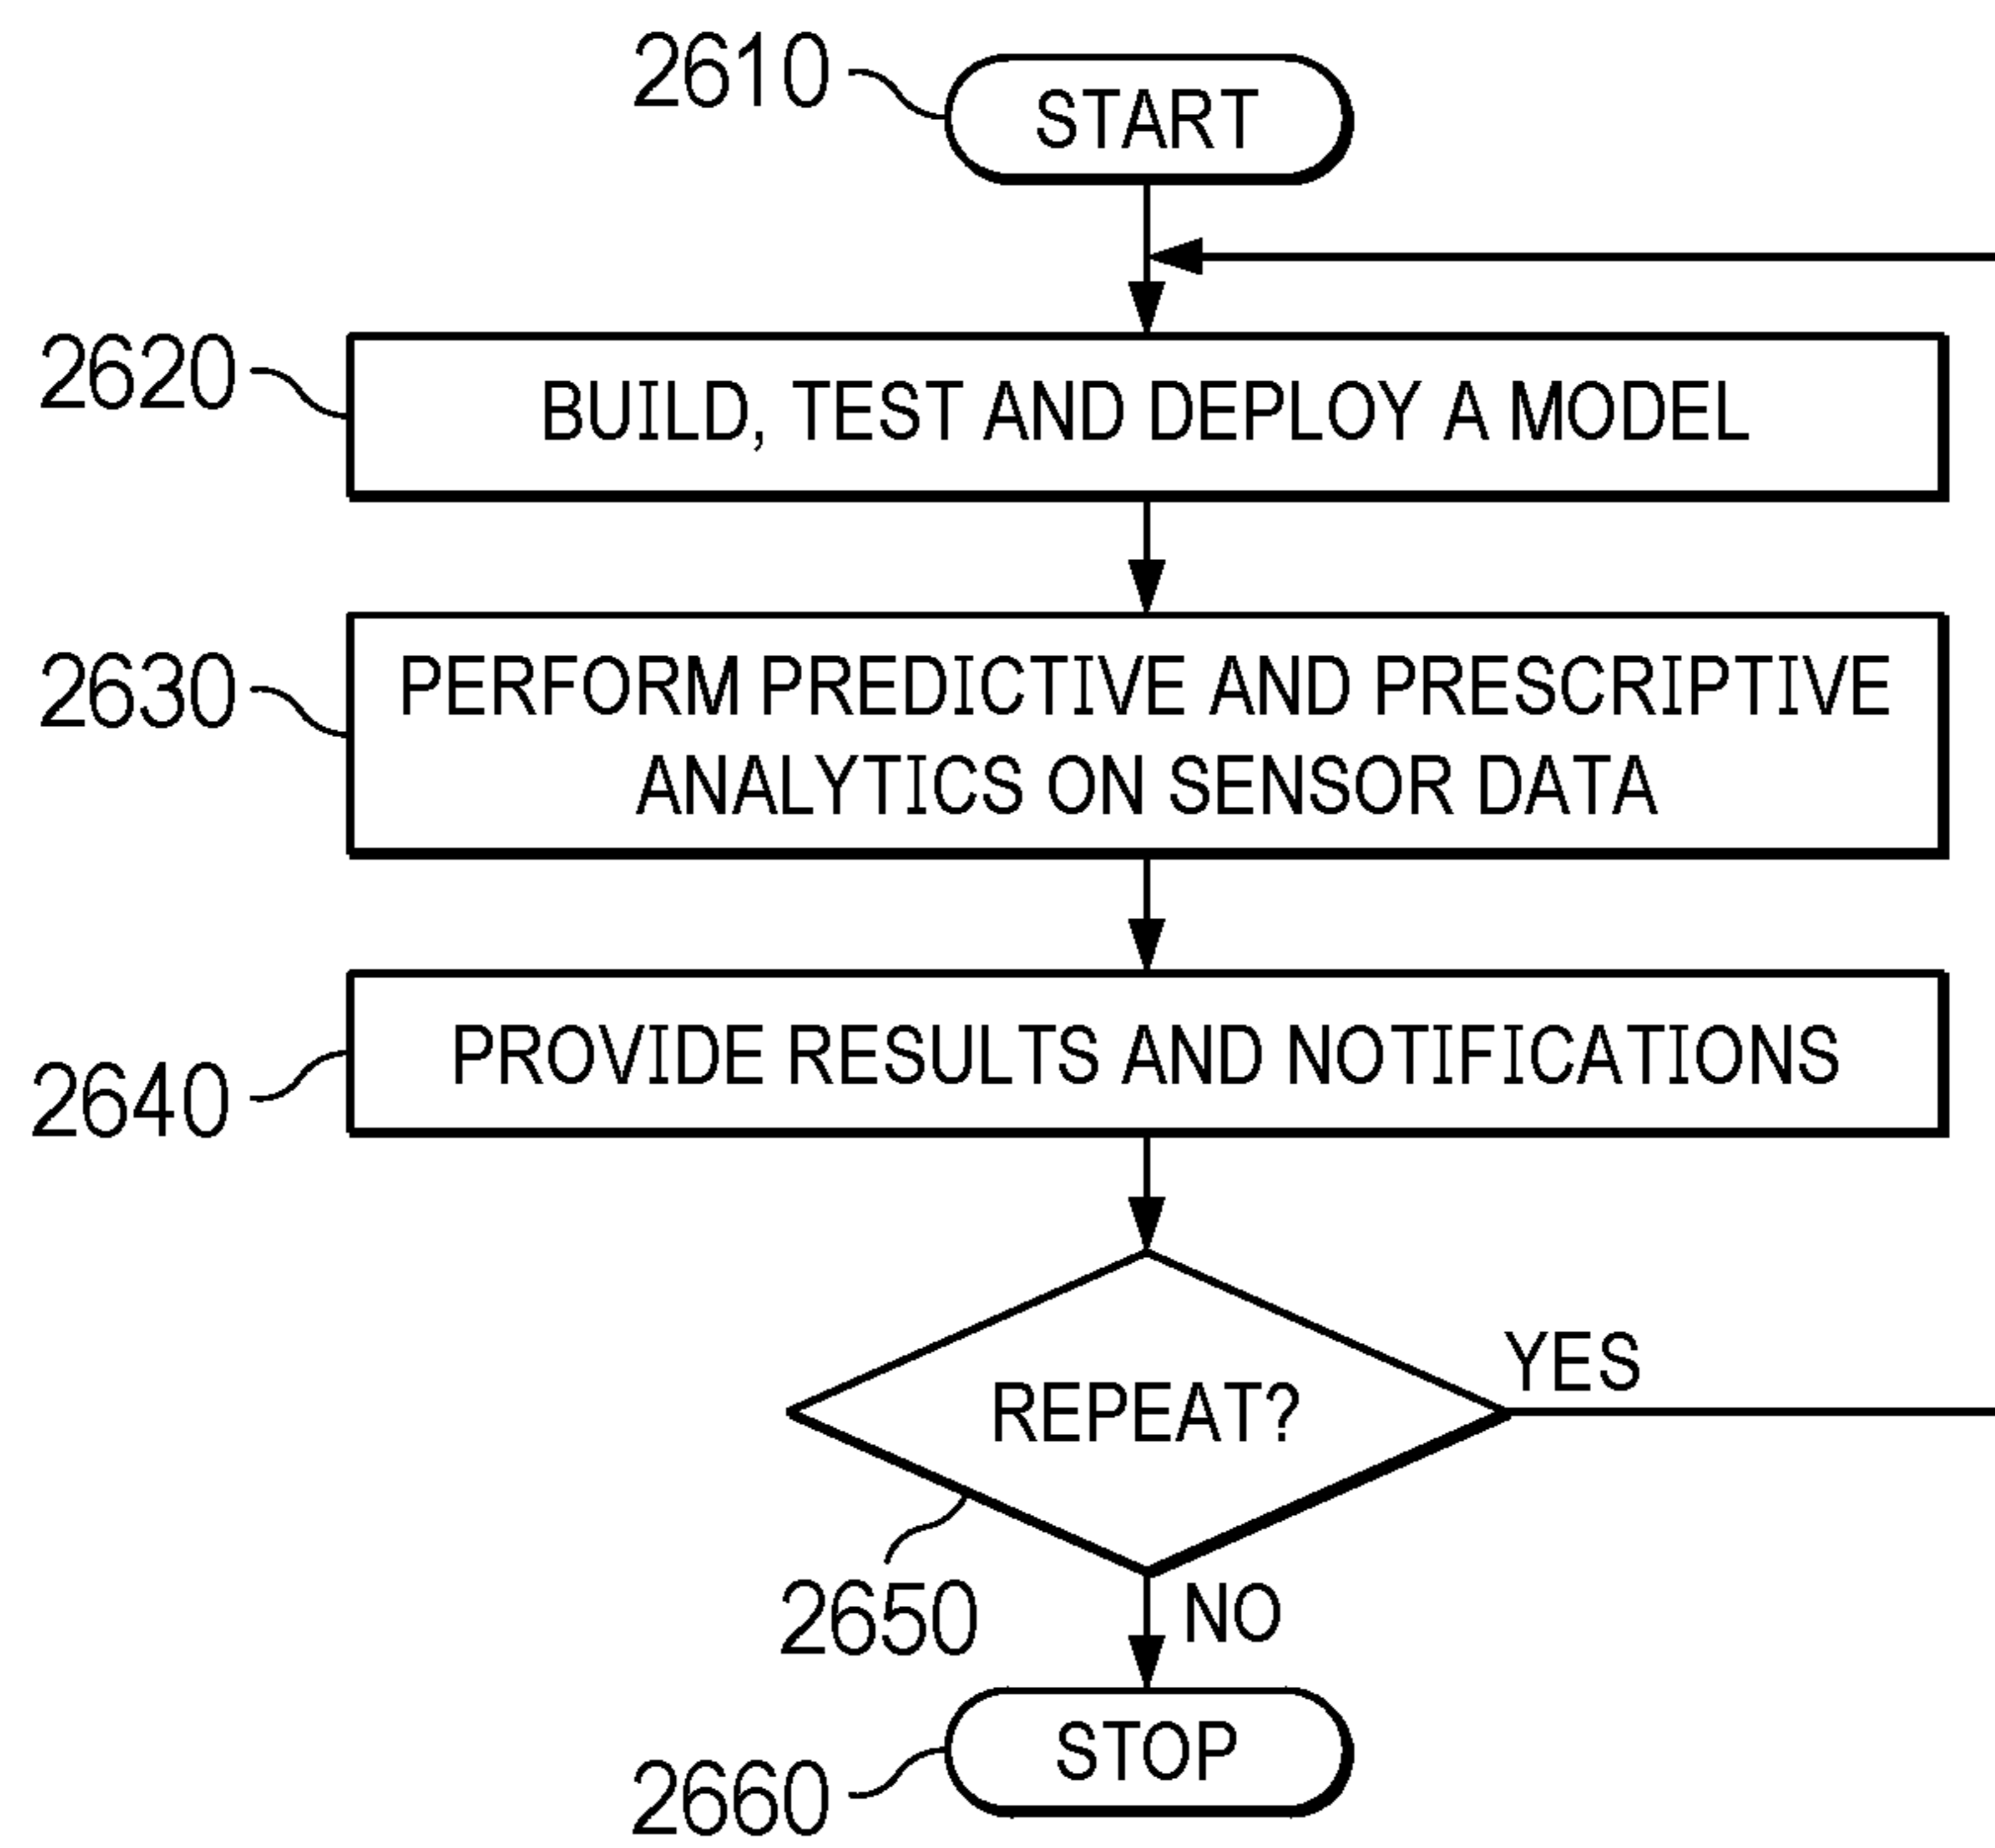 2610
START
2620
BUILD, TEST AND DEPLOY A MODEL
2630
PERFORM PREDICTIVE AND PRESCRIPTIVE
ANALYTICS ON SENSOR DATA
PROVIDE RESULTS AND NOTIFICATIONS
2640
YES
REPEAT?
2650
NO
STOP
2660